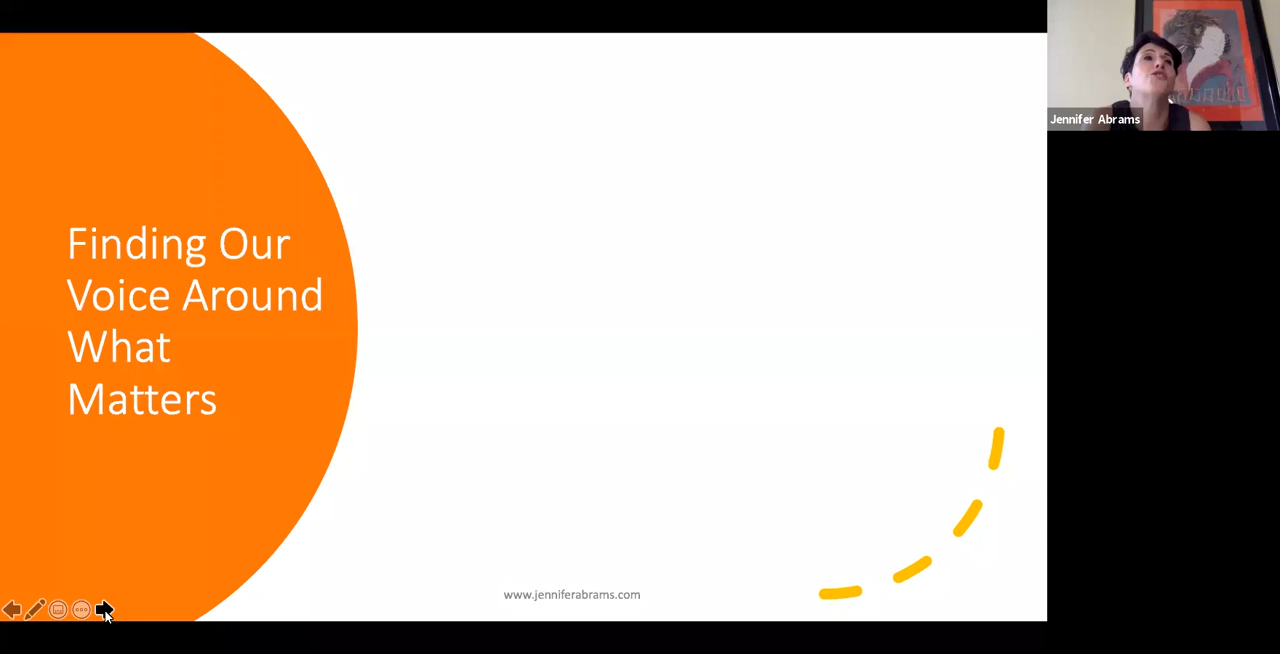 Finding Our
Voice Around
What
Matters
www.jenniferabrams.com
Jennifer Abrams